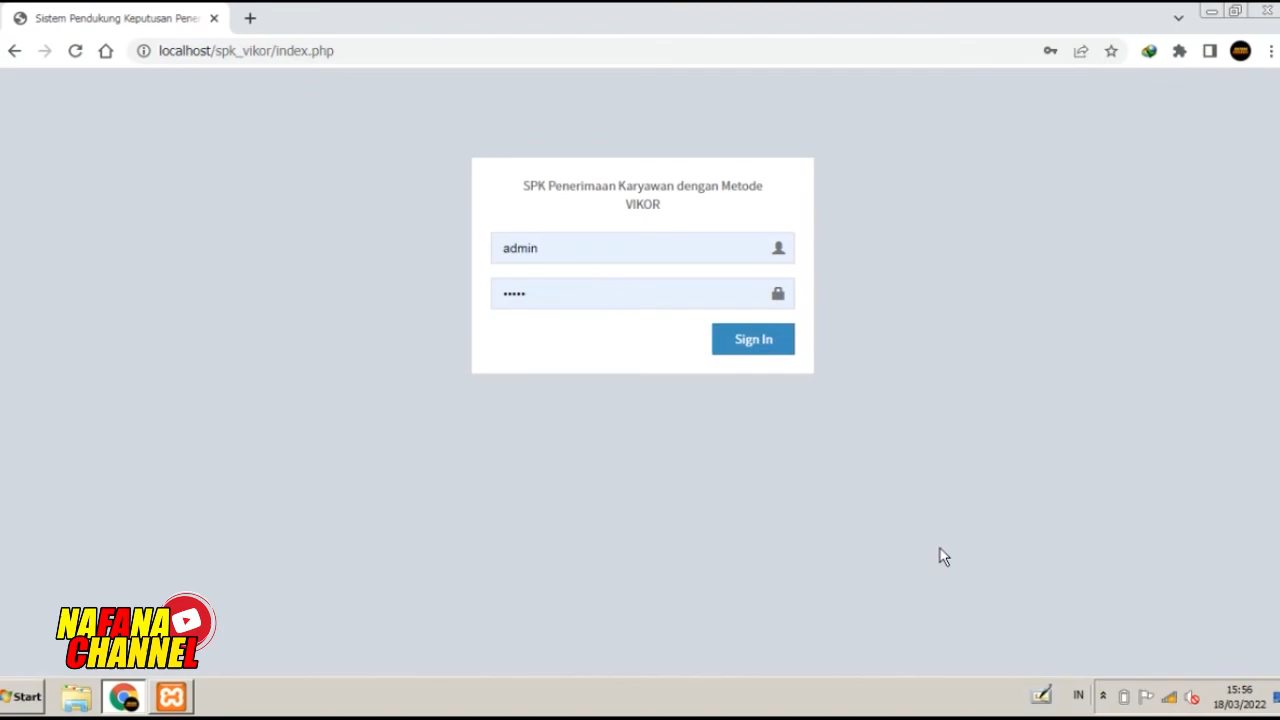 Sistem Pendukung Keputusan Pene
localhost/spk_vikor/index.php
SPK Penerimaan Karyawan dengan Metode
VIKOR
admin
•••••
Sign In
NAFANA
CHANNEL
Start
IN
15:56
18/03/2022